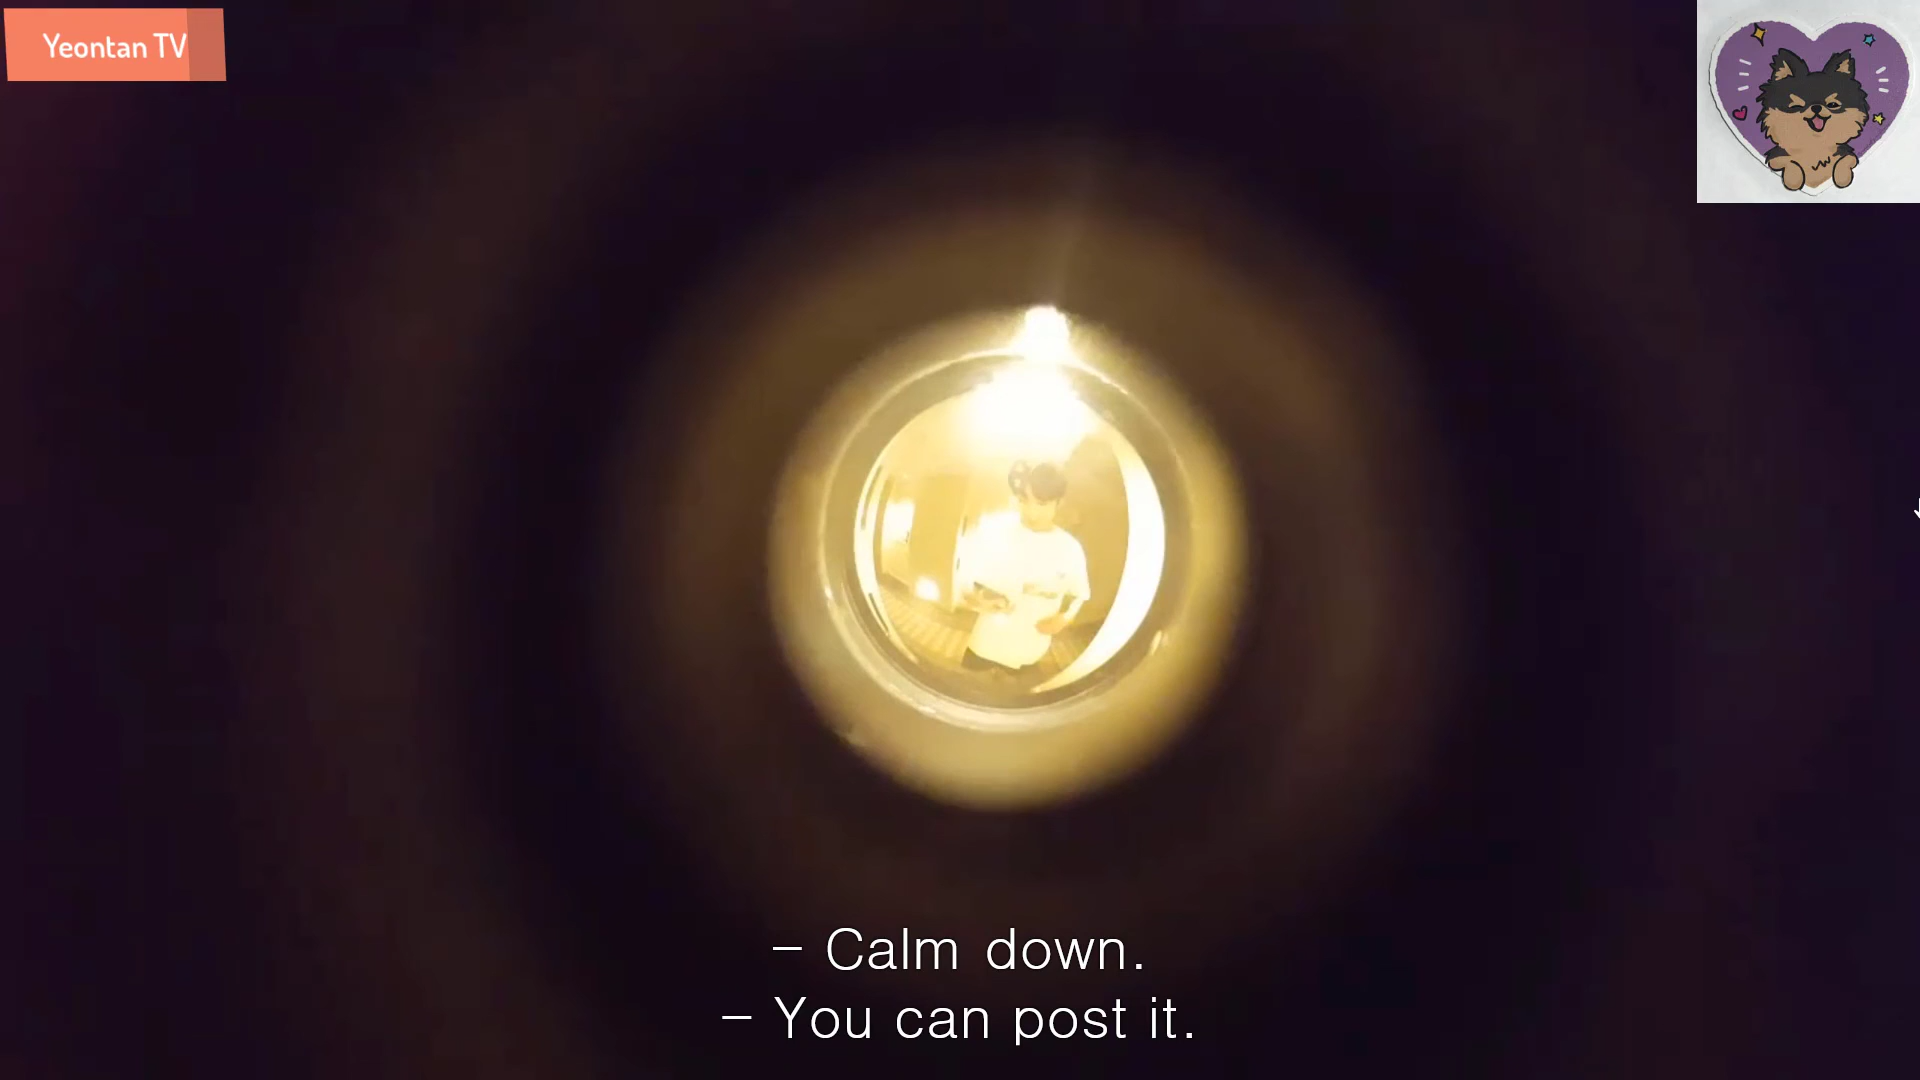 Yeontan TV
– Calm down.
– You can post it.